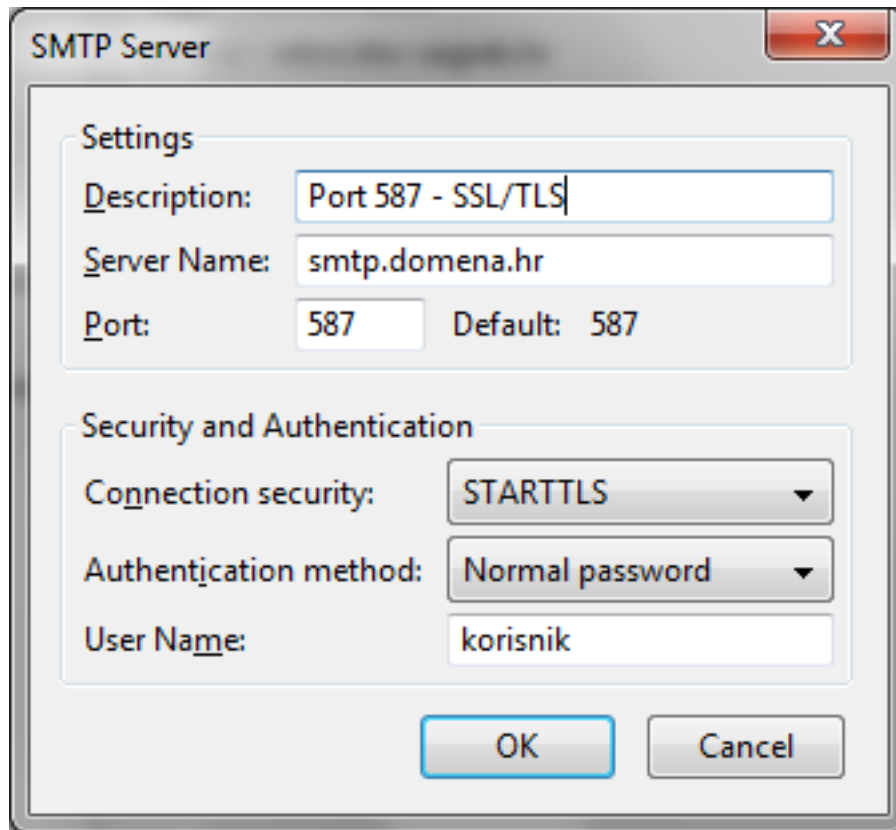 SMTP Server
Settings
Description: Port 587 - SSL/TLS
Server Name: smtp.domena.hr
Port: 587 Default: 587
Security and Authentication
Connection security: STARTTLS
Authentication method: Normal password
User Name: korisnik
OK Cancel